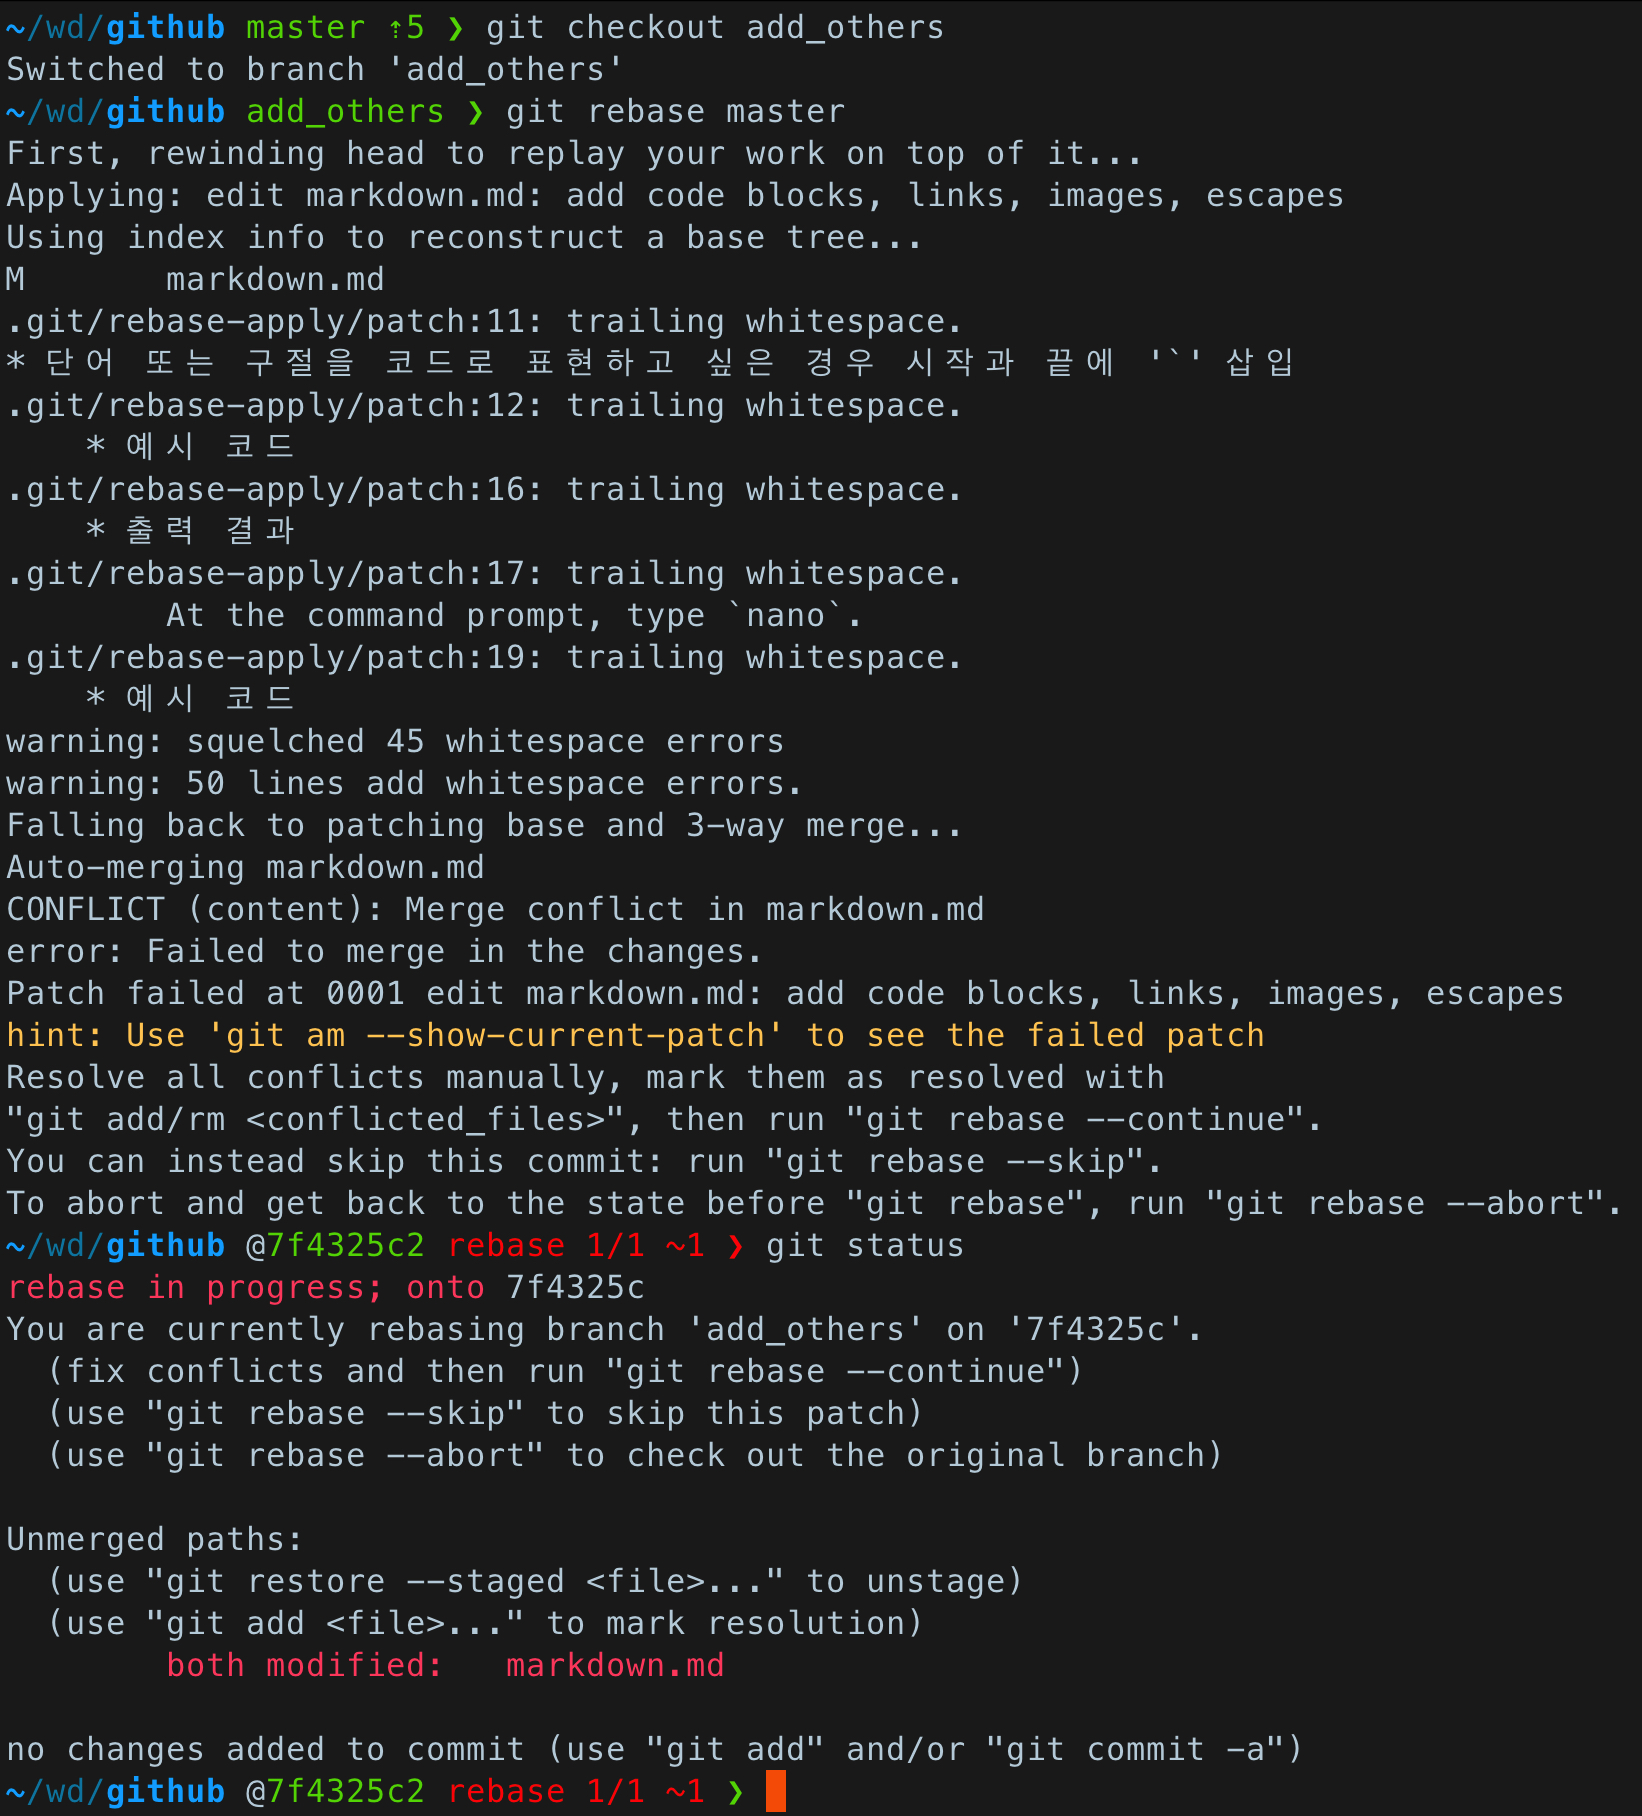 ~/wd/github master ⇡5 ❯ git checkout add_others
Switched to branch 'add_others'
~/wd/github add_others ❯ git rebase master
First, rewinding head to replay your work on top of it...
Applying: edit markdown.md: add code blocks, links, images, escapes
Using index info to reconstruct a base tree...
M       markdown.md
.git/rebase-apply/patch:11: trailing whitespace.
* 단어 또는 구절을 코드로 표현하고 싶은 경우 시작과 끝에 '`' 삽입
.git/rebase-apply/patch:12: trailing whitespace.
    * 예시 코드
.git/rebase-apply/patch:16: trailing whitespace.
    * 출력 결과
.git/rebase-apply/patch:17: trailing whitespace.
        At the command prompt, type `nano`.
.git/rebase-apply/patch:19: trailing whitespace.
    * 예시 코드
warning: squelched 45 whitespace errors
warning: 50 lines add whitespace errors.
Falling back to patching base and 3-way merge...
Auto-merging markdown.md
CONFLICT (content): Merge conflict in markdown.md
error: Failed to merge in the changes.
Patch failed at 0001 edit markdown.md: add code blocks, links, images, escapes
hint: Use 'git am --show-current-patch' to see the failed patch
Resolve all conflicts manually, mark them as resolved with
"git add/rm <conflicted_files>", then run "git rebase --continue".
You can instead skip this commit: run "git rebase --skip".
To abort and get back to the state before "git rebase", run "git rebase --abort".
~/wd/github @7f4325c2 rebase 1/1 ~1 ❯ git status
rebase in progress; onto 7f4325c
You are currently rebasing branch 'add_others' on '7f4325c'.
  (fix conflicts and then run "git rebase --continue")
  (use "git rebase --skip" to skip this patch)
  (use "git rebase --abort" to check out the original branch)
Unmerged paths:
  (use "git restore --staged <file>..." to unstage)
  (use "git add <file>..." to mark resolution)
        both modified:   markdown.md
no changes added to commit (use "git add" and/or "git commit -a")
~/wd/github @7f4325c2 rebase 1/1 ~1 ❯